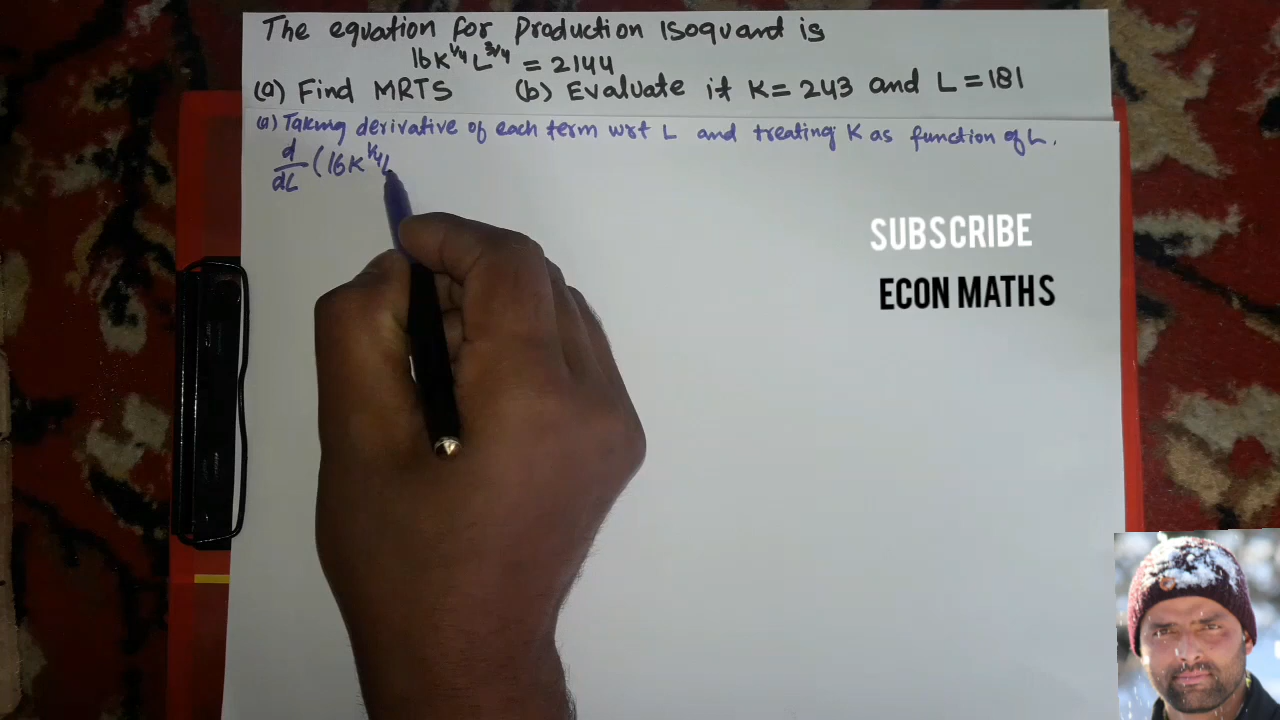 The equation for Production Isoquant is
16K^1/4 L^3/4 = 2144
(a) Find MRTS (b) Evaluate if K = 243 and L = 181
(a) Taking derivative of each term wrt L and treating K as function of L.
d/dL (16K^1/4 L
SUBSCRIBE
ECON MATHS